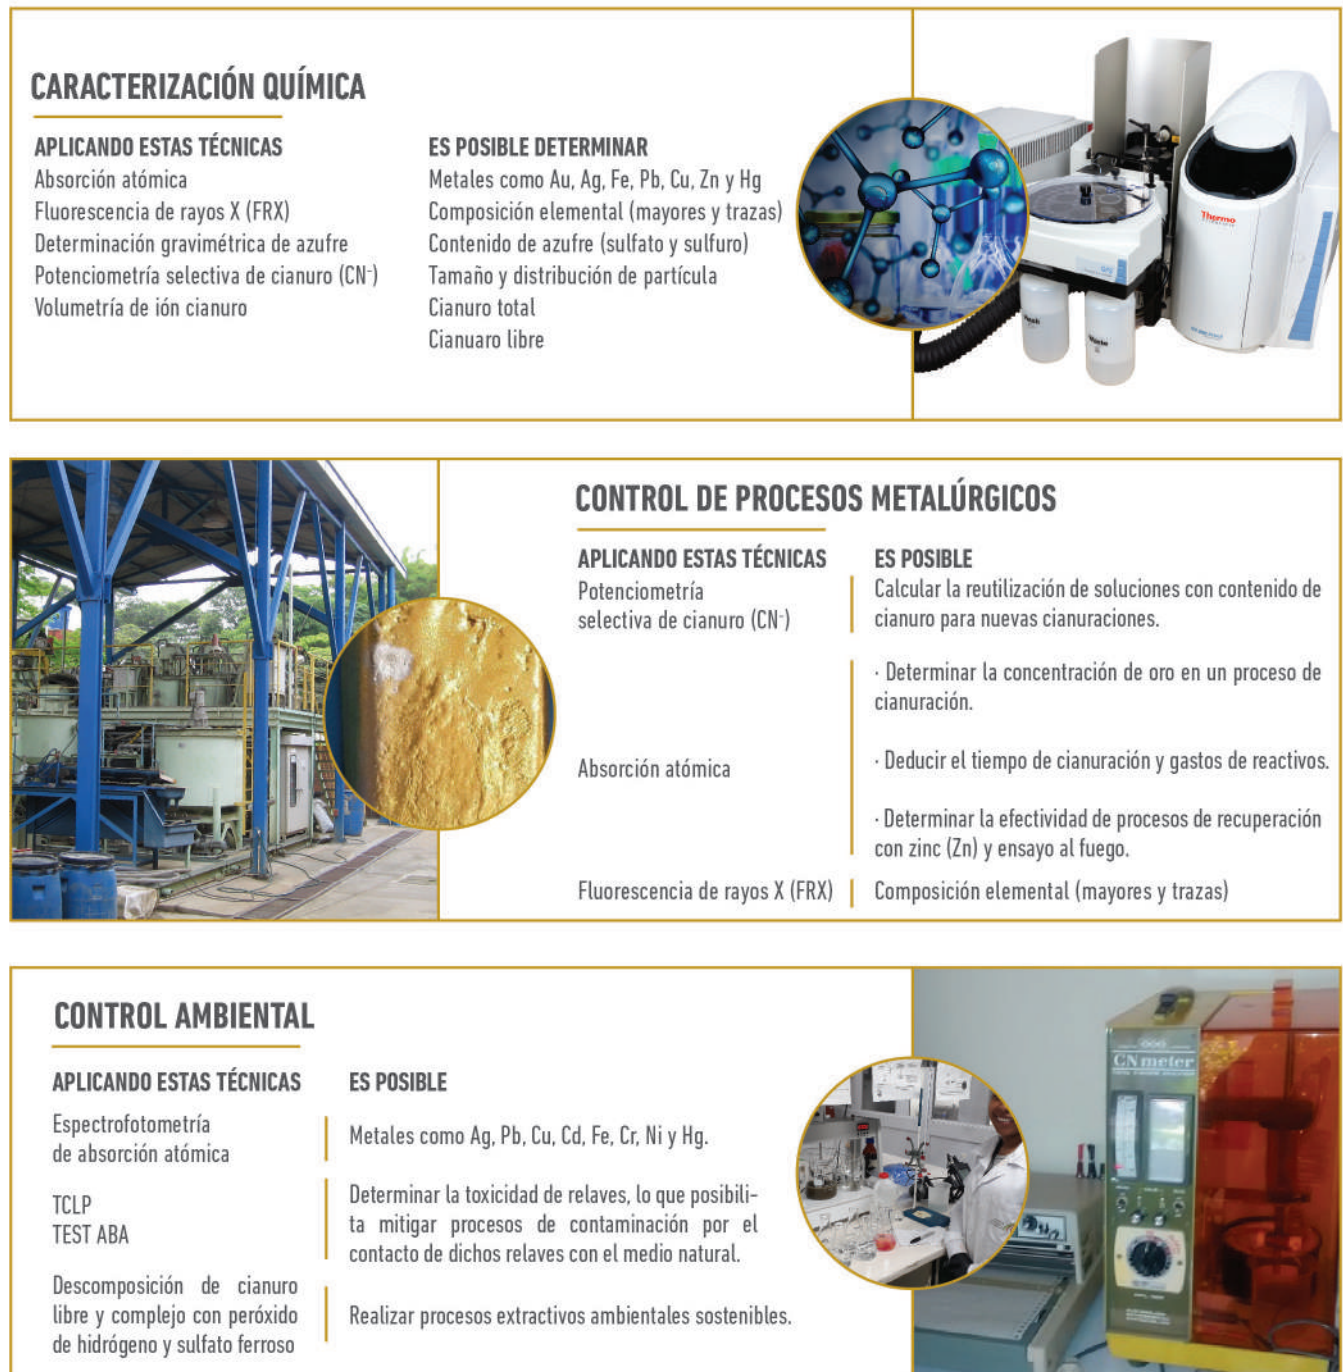 CARACTERIZACIÓN QUÍMICA
APLICANDO ESTAS TÉCNICAS
Absorción atómica
Fluorescencia de rayos X (FRX)
Determinación gravimétrica de azufre
Potenciometría selectiva de cianuro (CN⁻)
Volumetría de ión cianuro
ES POSIBLE DETERMINAR
Metales como Au, Ag, Fe, Pb, Cu, Zn y Hg
Composición elemental (mayores y trazas)
Contenido de azufre (sulfato y sulfuro)
Tamaño y distribución de partícula
Cianuro total
Cianuaro libre
Thermo
CONTROL DE PROCESOS METALÚRGICOS
APLICANDO ESTAS TÉCNICAS
ES POSIBLE
Potenciometría
selectiva de cianuro (CN⁻)
Calcular la reutilización de soluciones con contenido de
cianuro para nuevas cianuraciones.
Absorción atómica
· Determinar la concentración de oro en un proceso de
cianuración.
· Deducir el tiempo de cianuración y gastos de reactivos.
· Determinar la efectividad de procesos de recuperación
con zinc (Zn) y ensayo al fuego.
Fluorescencia de rayos X (FRX)
Composición elemental (mayores y trazas)
CONTROL AMBIENTAL
APLICANDO ESTAS TÉCNICAS
ES POSIBLE
Espectrofotometría
de absorción atómica
Metales como Ag, Pb, Cu, Cd, Fe, Cr, Ni y Hg.
TCLP
TEST ABA
Determinar la toxicidad de relaves, lo que posibili-
ta mitigar procesos de contaminación por el
contacto de dichos relaves con el medio natural.
Descomposición de cianuro
libre y complejo con peróxido
de hidrógeno y sulfato ferroso
Realizar procesos extractivos ambientales sostenibles.
CN meter